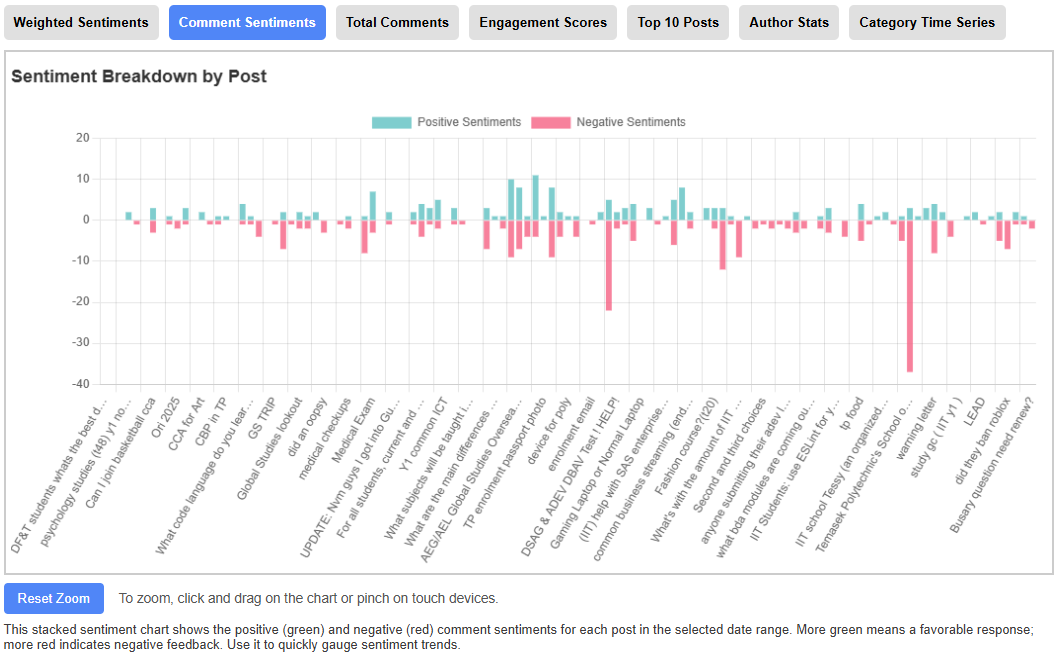 Weighted Sentiments Comment Sentiments Total Comments Engagement Scores Top 10 Posts Author Stats Category Time Series
Sentiment Breakdown by Post
Positive Sentiments Negative Sentiments
20
10
0
-10
-20
-30
-40
DF&T students whats the best d...
psychology studies (t48) y1 no...
Can I join basketball cca
Ori 2025
CCA for Art
CBP in TP
What code language do you lear...
GS TRIP
Global Studies lookout
did an oopsy
medical checkups
Medical Exam
UPDATE: Nvm guys I got into Gu...
For all students, current and ...
Y1 common ICT
What subjects will be taught i...
What are the main differences ...
AEG/AEL Global Studies Oversea...
TP enrolment passport photo
device for poly
enrolment email
DSAG & ADEV DBAV Test ! HELP!
Gaming Laptop or Normal Laptop
(IIT) help with SAS enterprise...
common business streaming (end...
Fashion course?(t20)
What's with the amount of IIT ...
Second and third choices
anyone submitting their adev l...
what bda modules are coming ou...
IIT Students: use ESLint for y...
tp food
IIT school Tessy (an organized...
Temasek Polytechnic's School o...
warning letter
study gc ( IIT y1 )
LEAD
did they ban roblox
Busary question need renew?
Reset Zoom To zoom, click and drag on the chart or pinch on touch devices.
This stacked sentiment chart shows the positive (green) and negative (red) comment sentiments for each post in the selected date range. More green means a favorable response;
more red indicates negative feedback. Use it to quickly gauge sentiment trends.